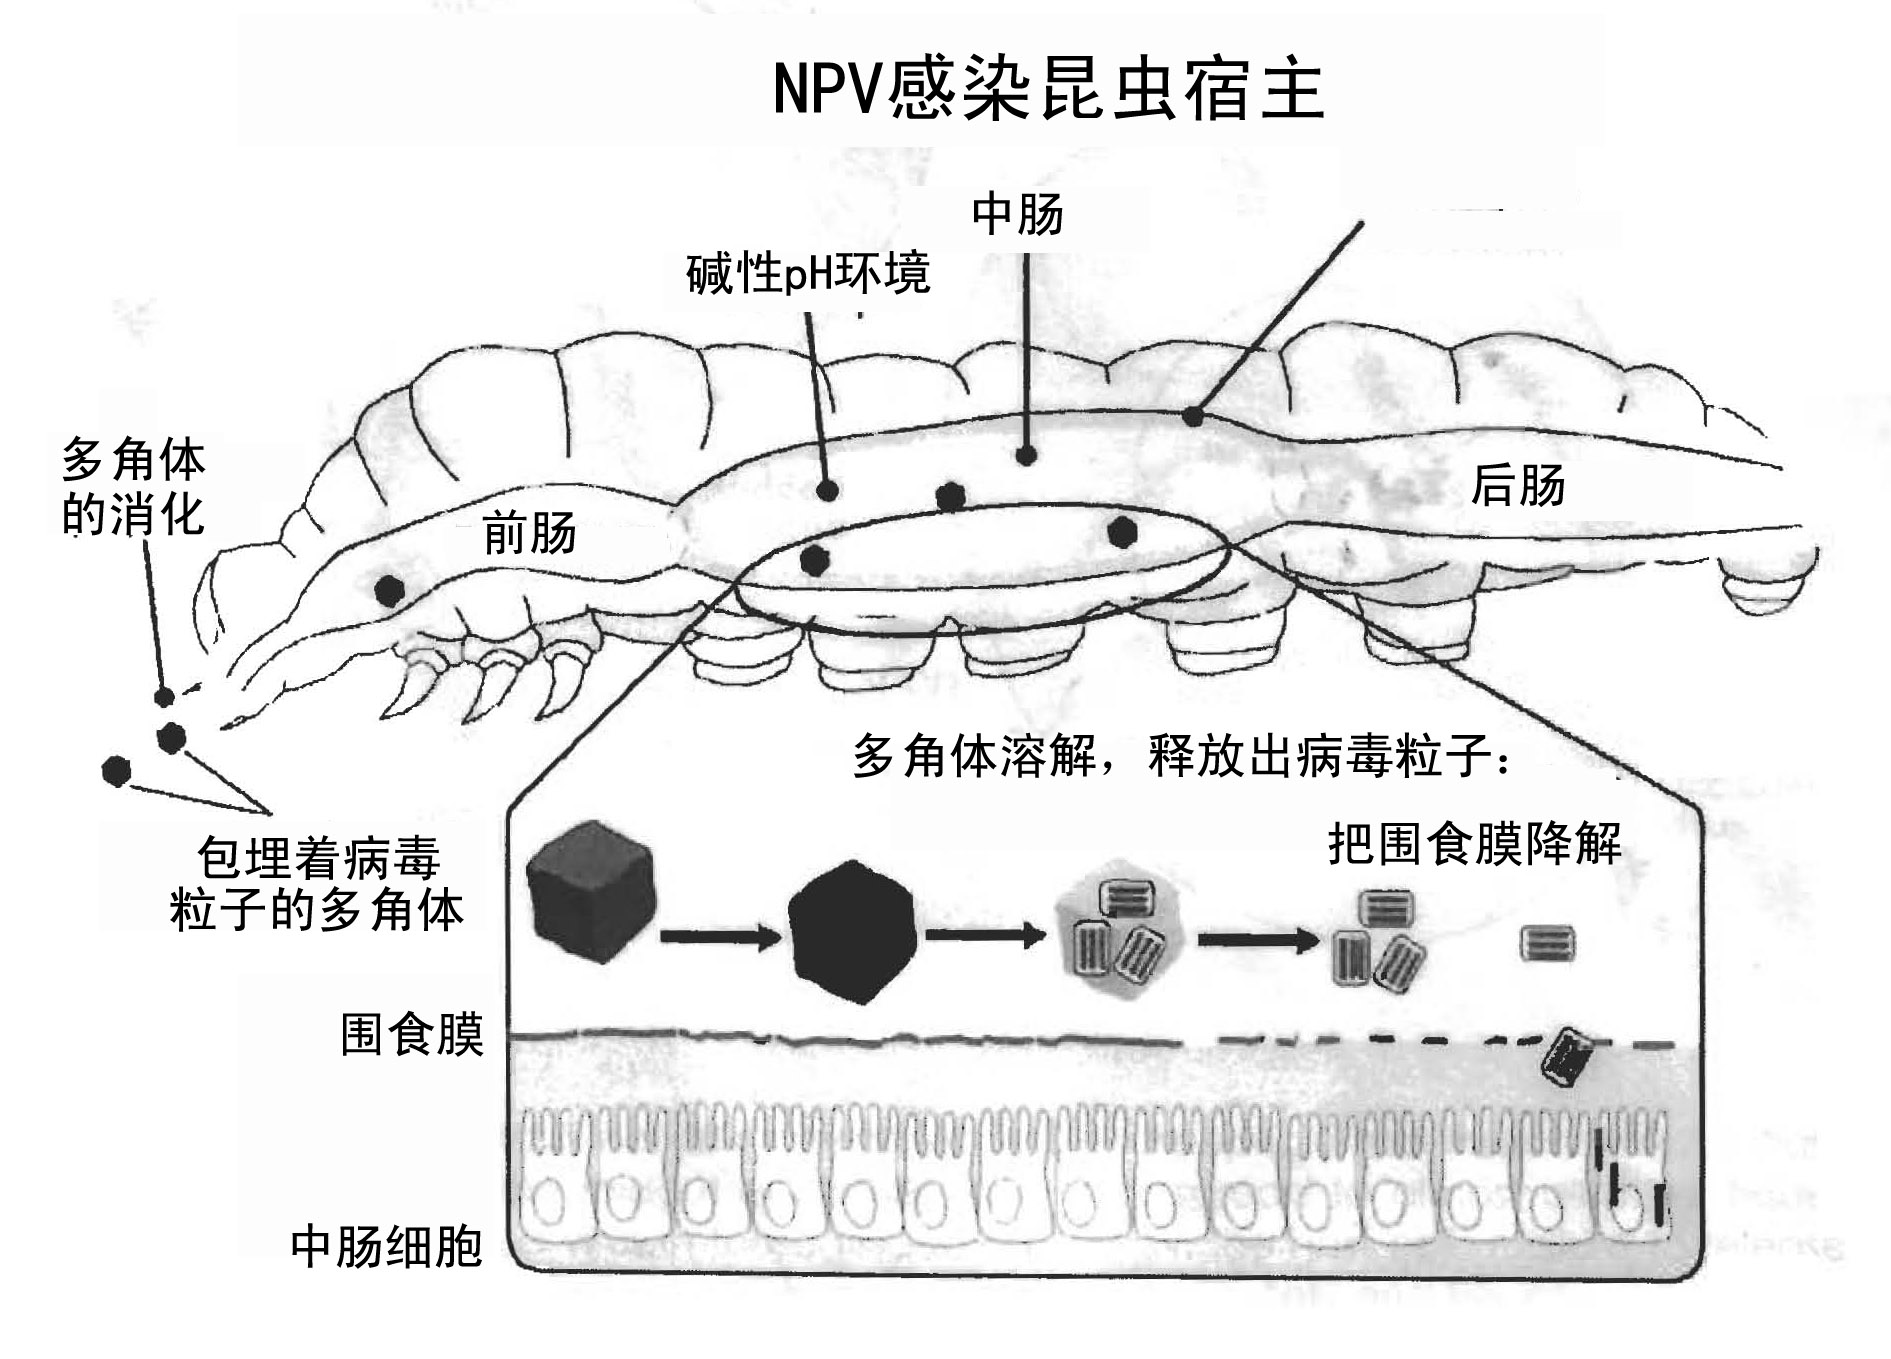 NPV感染昆虫宿主
中肠
碱性pH环境
多角体
的消化
前肠
后肠
多角体溶解，释放出病毒粒子：
包埋着病毒
粒子的多角体
把围食膜降解
围食膜
中肠细胞